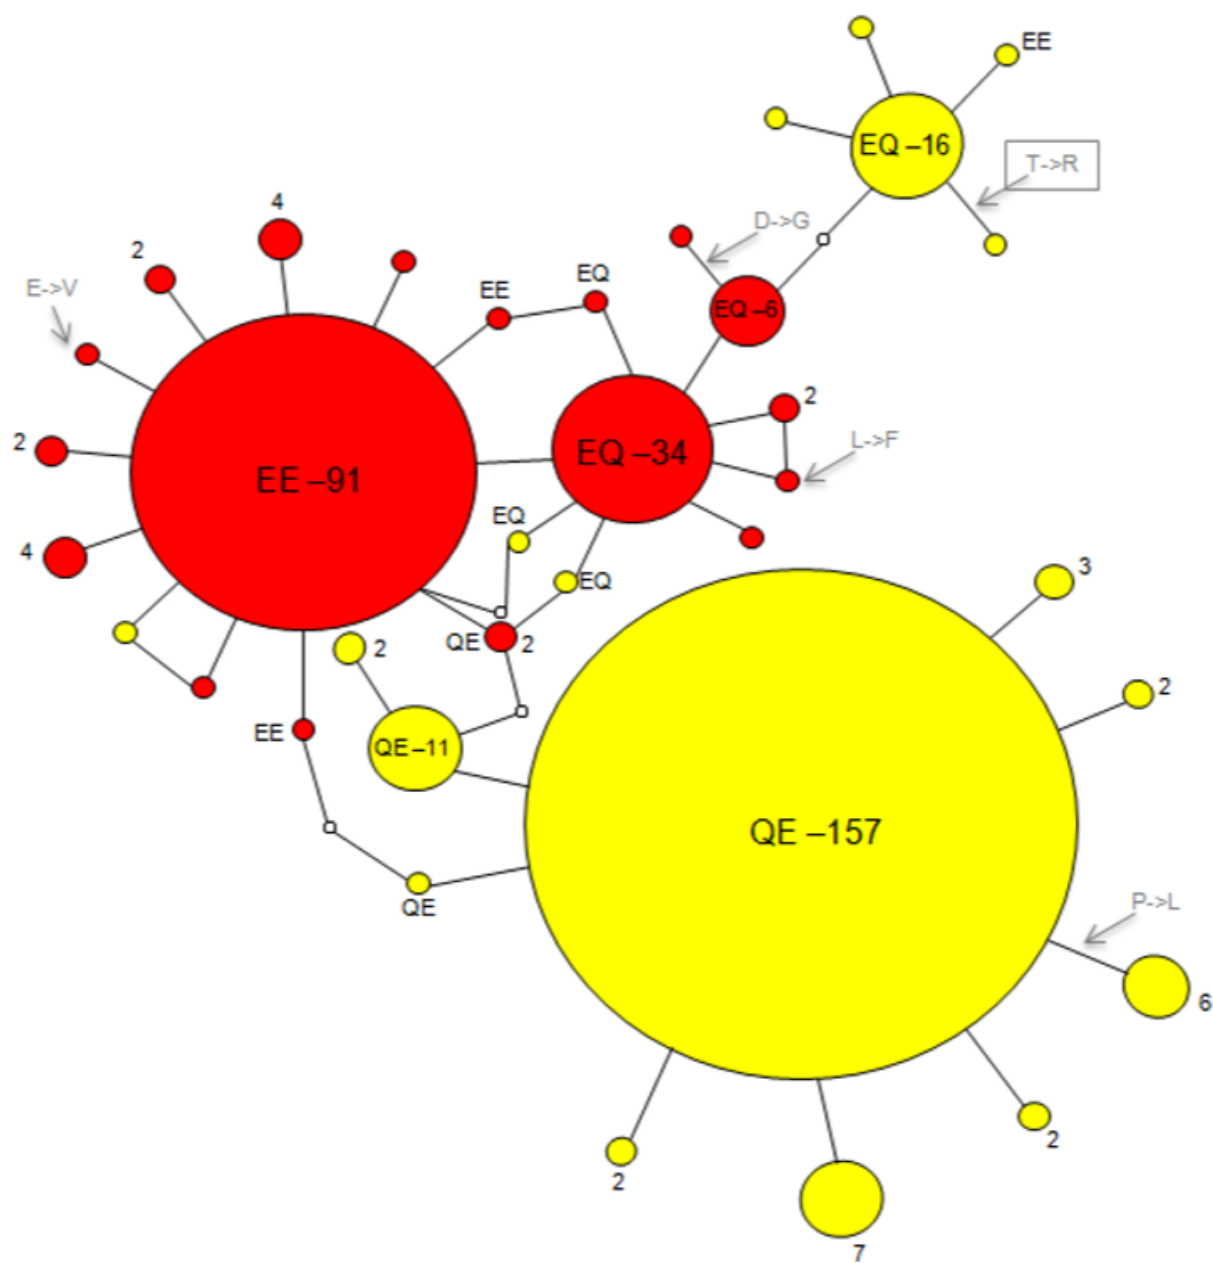 EE
EQ –16
T->R
D->G
4
2
EQ
EE
E->V
EQ –6
2
2
L->F
EQ –34
EE –91
EQ
4
3
EQ
QE
2
2
2
EE
QE –11
QE –157
QE
P->L
6
2
2
7